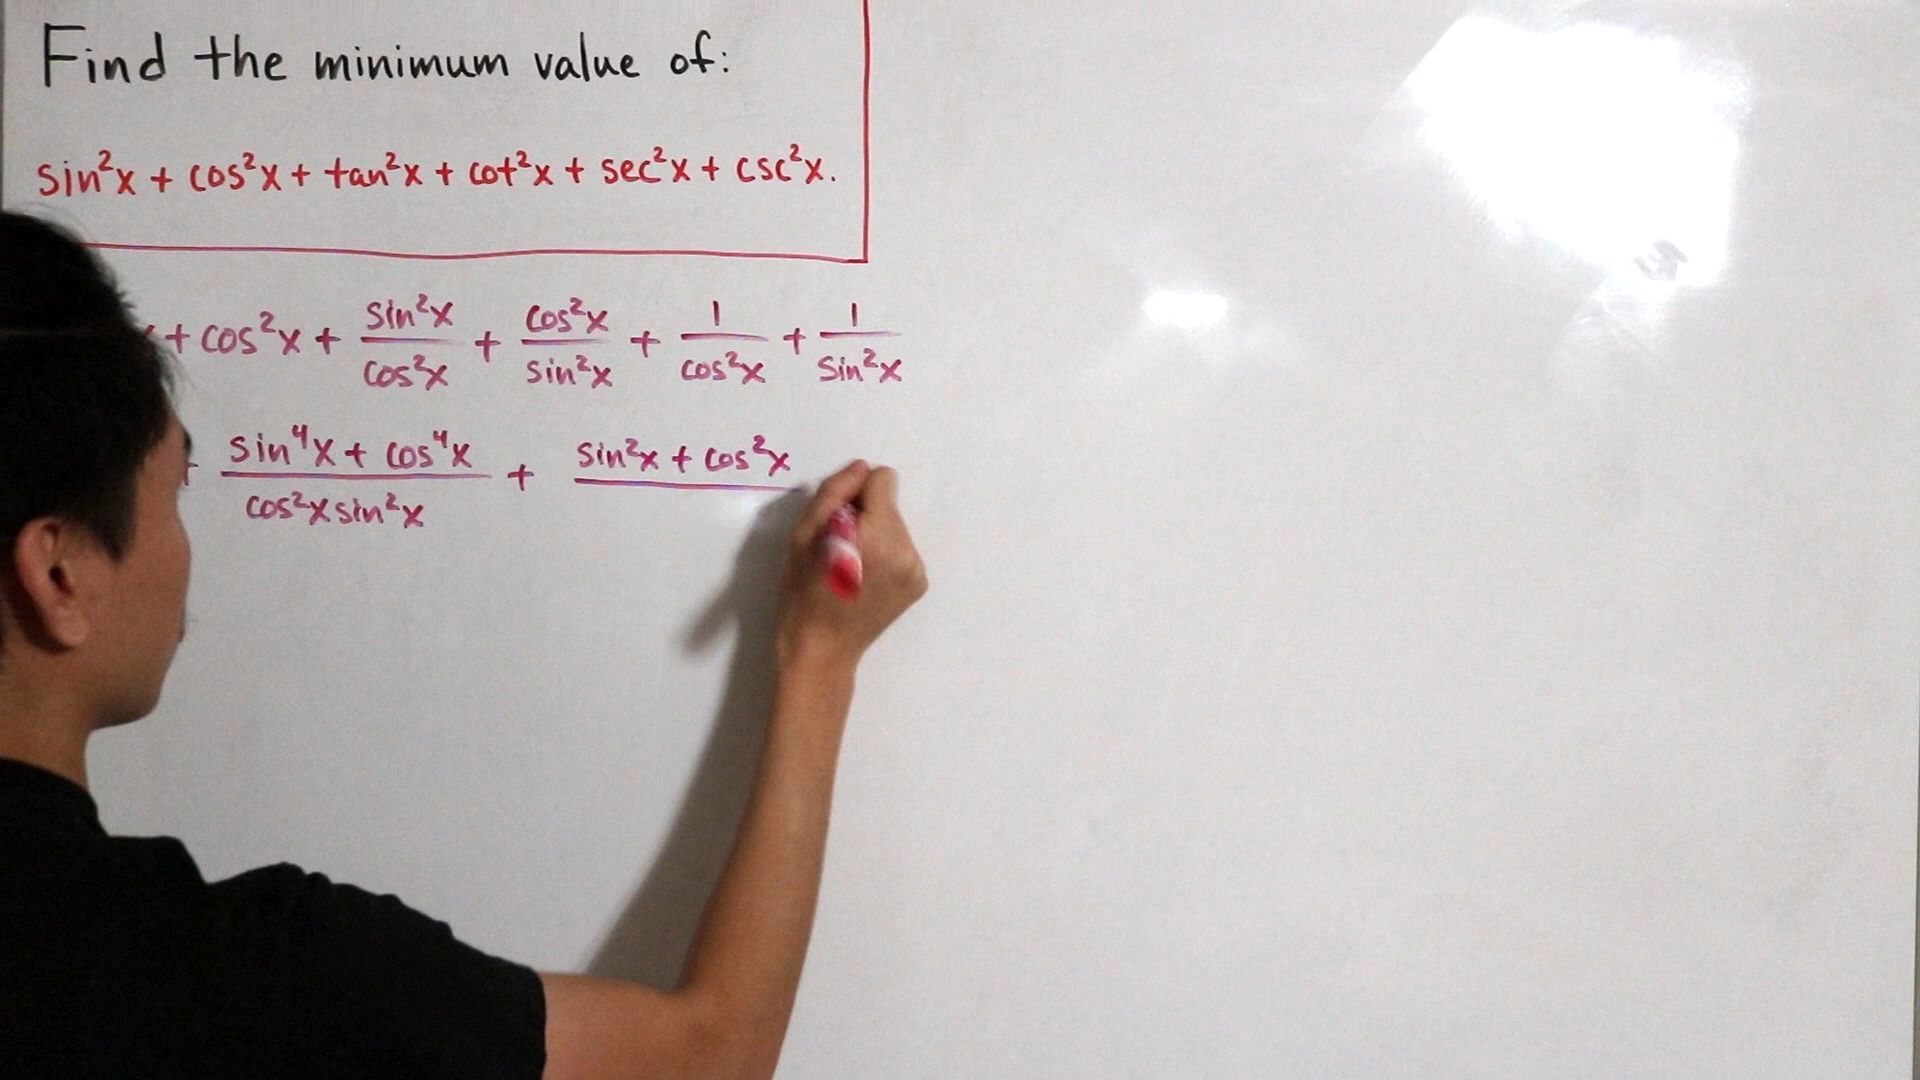 Find the minimum value of:
sin²x + cos²x + tan²x + cot²x + sec²x + csc²x.
+ cos²x + sin²x/cos²x + cos²x/sin²x + 1/cos²x + 1/sin²x
+ sin⁴x + cos⁴x/cos²x sin²x + sin²x + cos²x